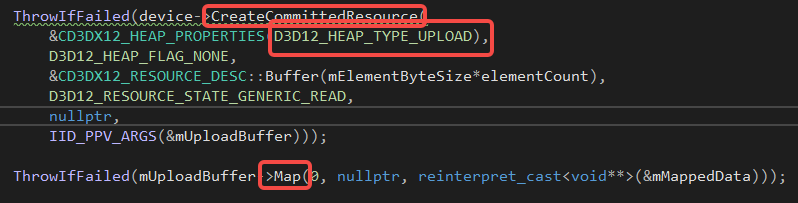 ThrowIfFailed(device->CreateCommittedResource(
&CD3DX12_HEAP_PROPERTIES(D3D12_HEAP_TYPE_UPLOAD),
D3D12_HEAP_FLAG_NONE,
&CD3DX12_RESOURCE_DESC::Buffer(mElementByteSize*elementCount),
D3D12_RESOURCE_STATE_GENERIC_READ,
nullptr,
IID_PPV_ARGS(&mUploadBuffer)));
ThrowIfFailed(mUploadBuffer->Map(0, nullptr, reinterpret_cast<void**>(&mMappedData)));